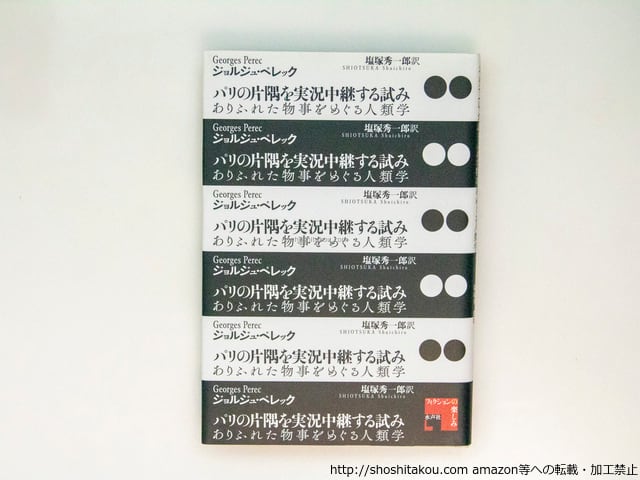 Georges Perec
ジョルジュ・ペレック
塩塚秀一郎訳
SHIOTSUKA Shuichiro
パリの片隅を実況中継する試み
ありふれた物事をめぐる人類学
Georges Perec
ジョルジュ・ペレック
塩塚秀一郎訳
SHIOTSUKA Shuichiro
パリの片隅を実況中継する試み
ありふれた物事をめぐる人類学
Georges Perec
ジョルジュ・ペレック
塩塚秀一郎訳
SHIOTSUKA Shuichiro
パリの片隅を実況中継する試み
ありふれた物事をめぐる人類学
Georges Perec
ジョルジュ・ペレック
塩塚秀一郎訳
SHIOTSUKA Shuichiro
パリの片隅を実況中継する試み
ありふれた物事をめぐる人類学
Georges Perec
ジョルジュ・ペレック
塩塚秀一郎訳
SHIOTSUKA Shuichiro
パリの片隅を実況中継する試み
ありふれた物事をめぐる人類学
Georges Perec
ジョルジュ・ペレック
塩塚秀一郎訳
SHIOTSUKA Shuichiro
パリの片隅を実況中継する試み
ありふれた物事をめぐる人類学
フィクションの楽しみ
水声社
http://shoshitakou.com amazon等への転載・加工禁止